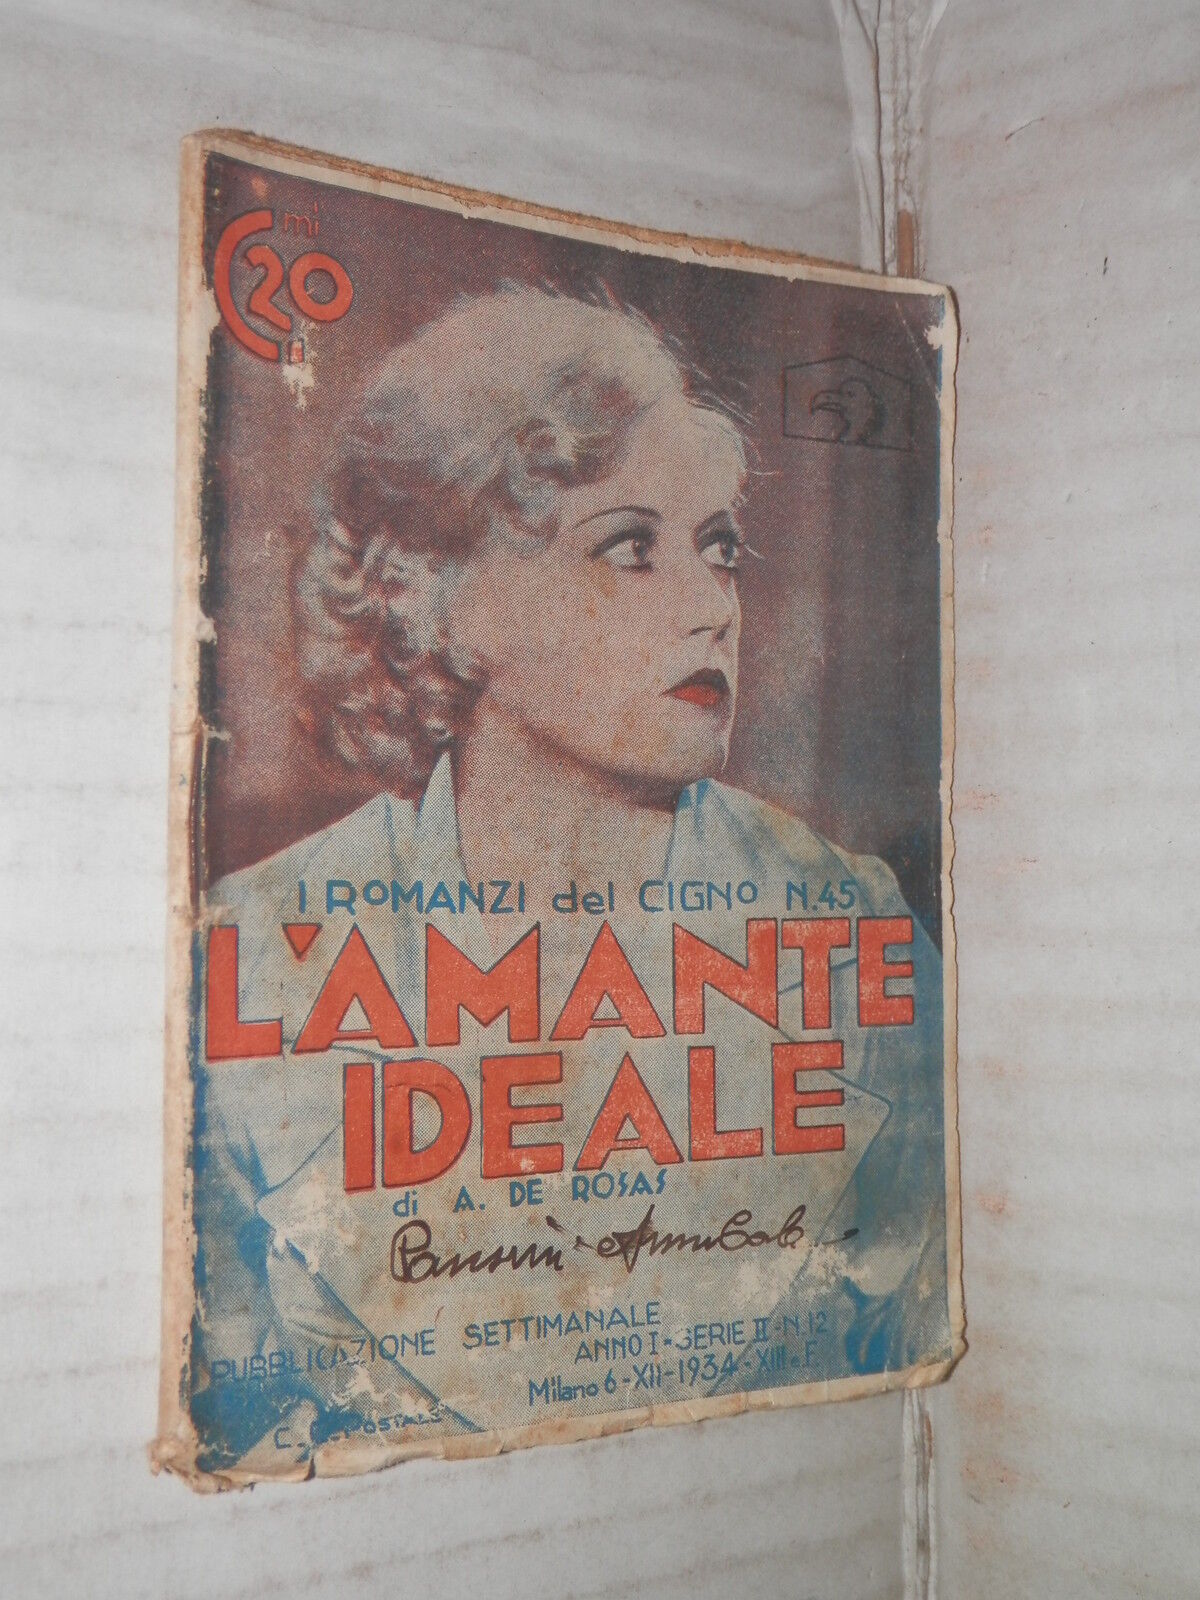 Cmi 20
I ROMANZI del CIGNO N.45
L'AMANTE
IDEALE
di A. DE ROSAS
PUBBLICAZIONE SETTIMANALE
ANNO I - SERIE II - N.12
Milano 6-XII-1934-XIII E.F.
C. C. POSTALE